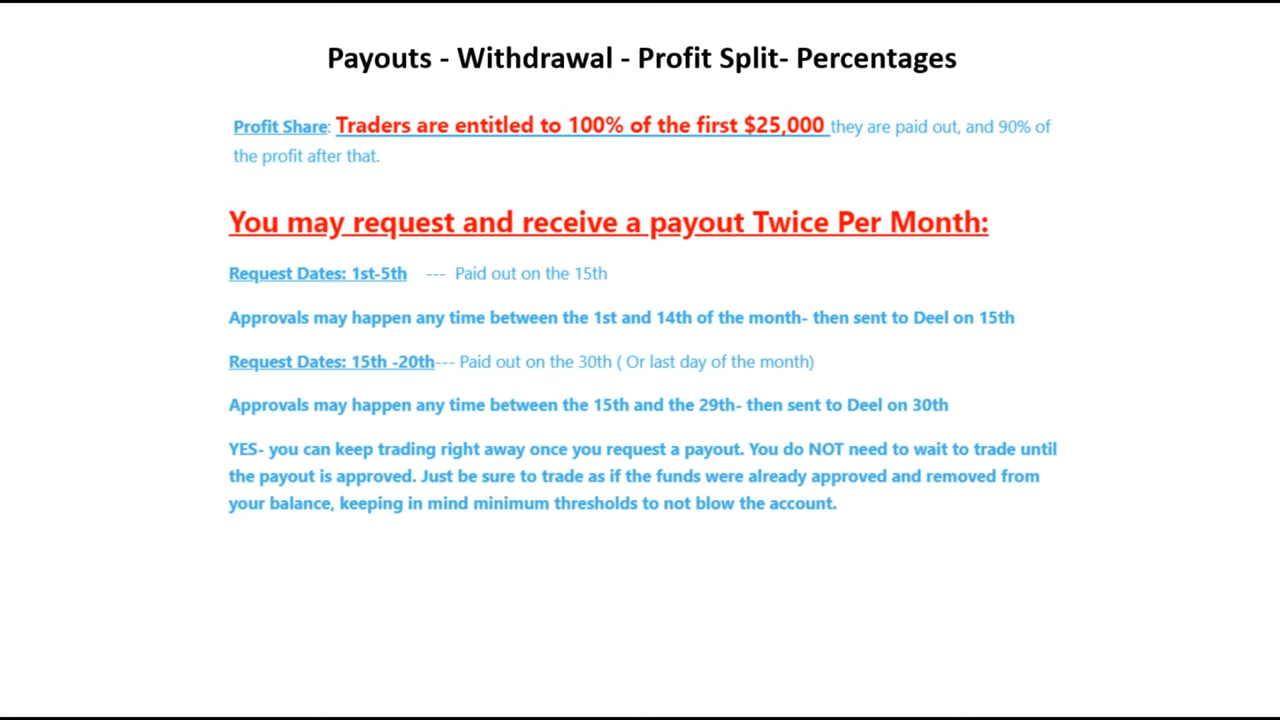 Payouts - Withdrawal - Profit Split- Percentages
Profit Share: Traders are entitled to 100% of the first $25,000 they are paid out, and 90% of
the profit after that.
You may request and receive a payout Twice Per Month:
Request Dates: 1st-5th --- Paid out on the 15th
Approvals may happen any time between the 1st and 14th of the month- then sent to Deel on 15th
Request Dates: 15th -20th--- Paid out on the 30th ( Or last day of the month)
Approvals may happen any time between the 15th and the 29th- then sent to Deel on 30th
YES- you can keep trading right away once you request a payout. You do NOT need to wait to trade until
the payout is approved. Just be sure to trade as if the funds were already approved and removed from
your balance, keeping in mind minimum thresholds to not blow the account.